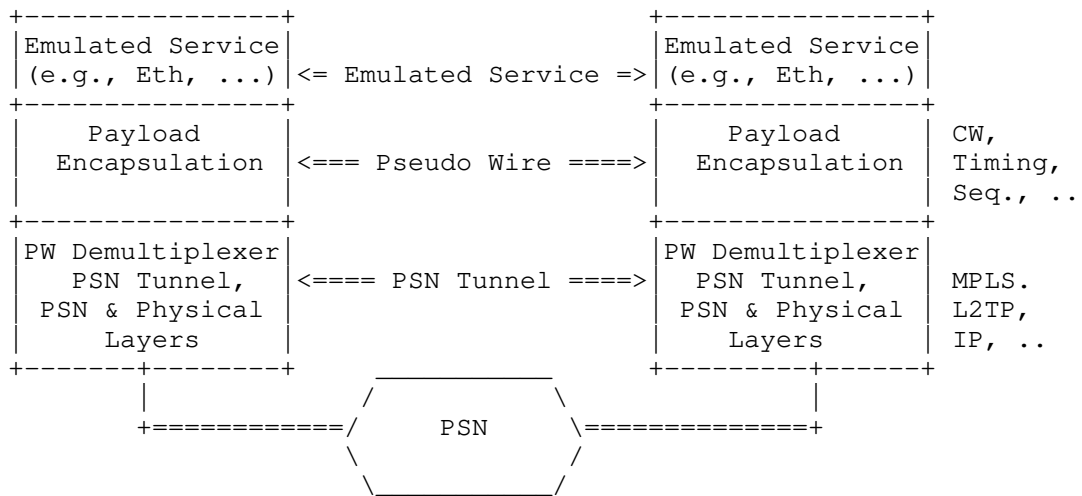 Emulated Service Emulated Service
(e.g., Eth, ...) <= Emulated Service => (e.g., Eth, ...)
Payload Payload CW,
Encapsulation <=== Pseudo Wire ====> Encapsulation Timing,
Seq., ..
PW Demultiplexer PW Demultiplexer
PSN Tunnel, <==== PSN Tunnel ====> PSN Tunnel, MPLS.
PSN & Physical PSN & Physical L2TP,
Layers Layers IP, ..
PSN